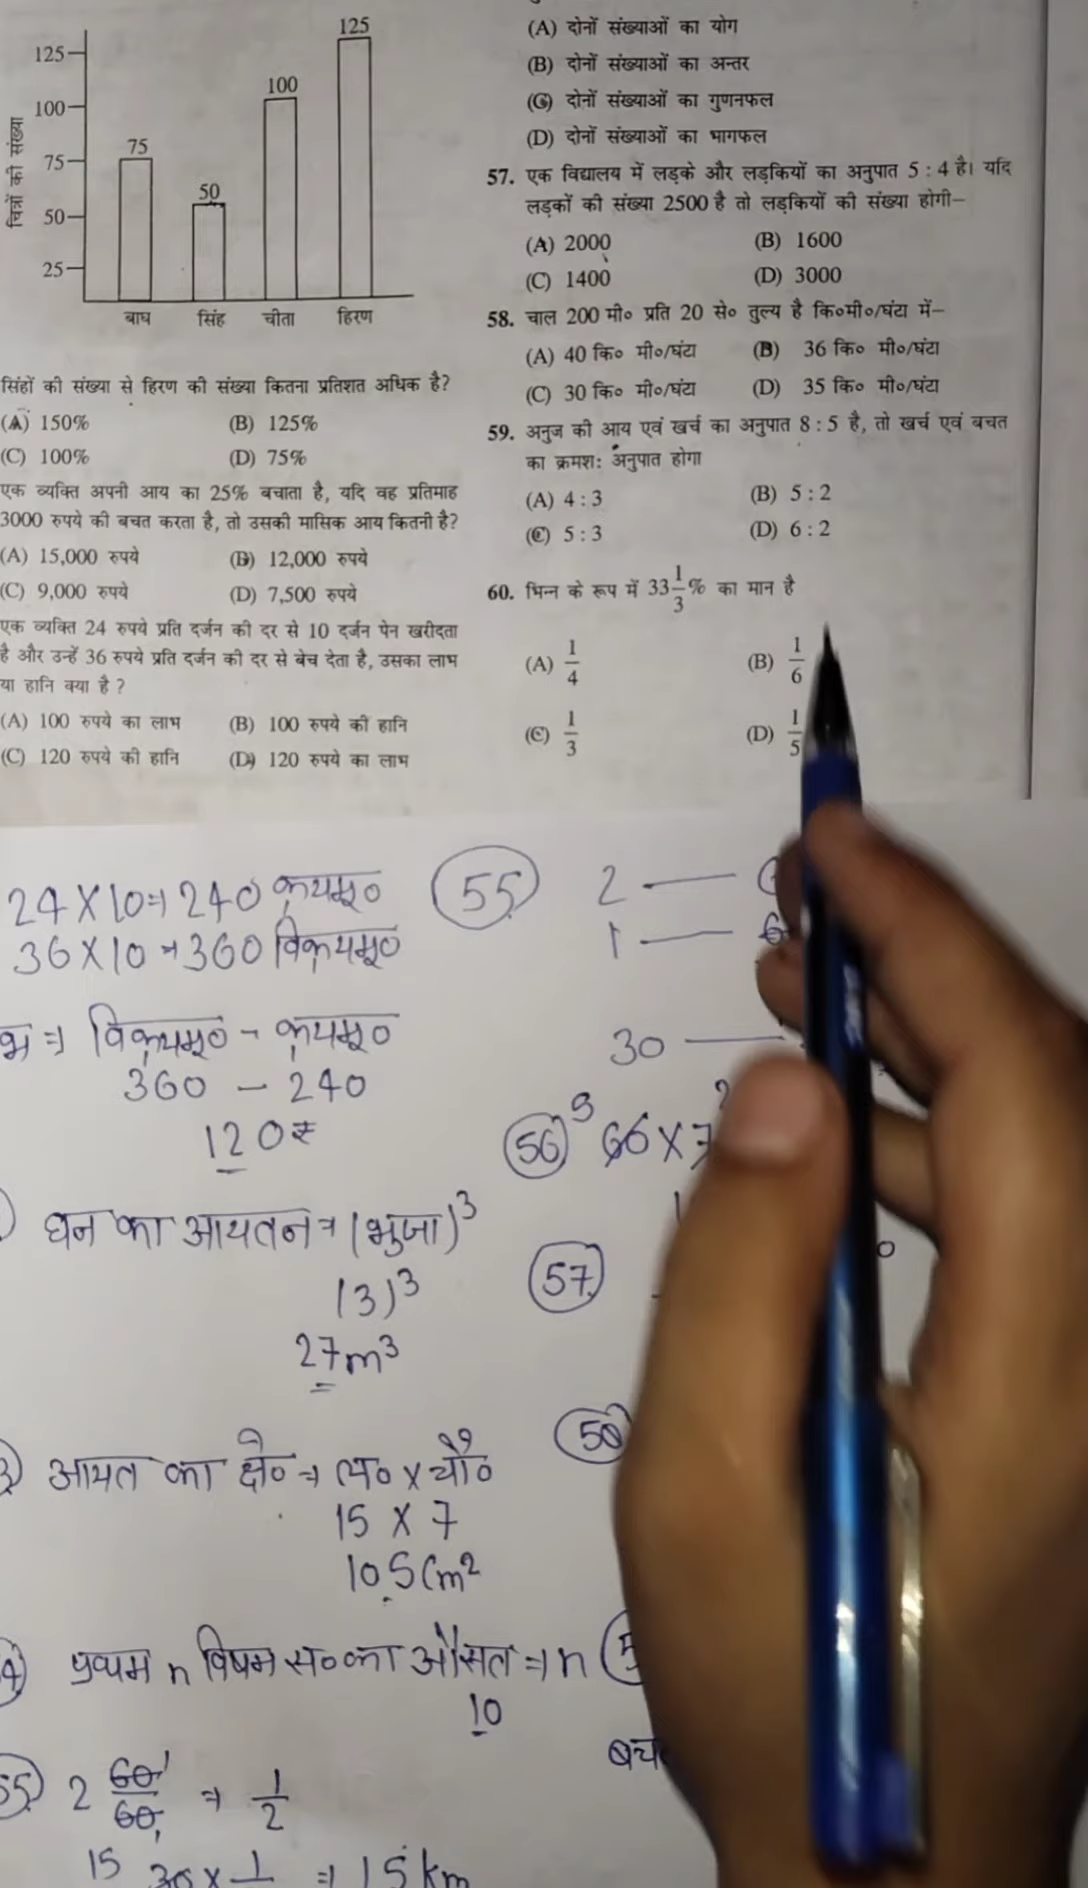 125
125
100
100
75
75
50
50
25
चित्रों की संख्या
बाघ सिंह चीता हिरण
सिंहों की संख्या से हिरण की संख्या कितना प्रतिशत अधिक है?
(A) 150% (B) 125%
(C) 100% (D) 75%
एक व्यक्ति अपनी आय का 25% बचाता है, यदि वह प्रतिमाह
3000 रुपये की बचत करता है, तो उसकी मासिक आय कितनी है?
(A) 15,000 रुपये (B) 12,000 रुपये
(C) 9,000 रुपये (D) 7,500 रुपये
एक व्यक्ति 24 रुपये प्रति दर्जन की दर से 10 दर्जन पेन खरीदता
है और उन्हें 36 रुपये प्रति दर्जन की दर से बेच देता है, उसका लाभ
या हानि क्या है ?
(A) 100 रुपये का लाभ (B) 100 रुपये की हानि
(C) 120 रुपये की हानि (D) 120 रुपये का लाभ
(A) दोनों संख्याओं का योग
(B) दोनों संख्याओं का अन्तर
(C) दोनों संख्याओं का गुणनफल
(D) दोनों संख्याओं का भागफल
57. एक विद्यालय में लड़के और लड़कियों का अनुपात 5 : 4 है। यदि
लड़कों की संख्या 2500 है तो लड़कियों की संख्या होगी–
(A) 2000 (B) 1600
(C) 1400 (D) 3000
58. चाल 200 मी० प्रति 20 से० तुल्य है कि०मी०/घंटा में–
(A) 40 कि० मी०/घंटा (B) 36 कि० मी०/घंटा
(C) 30 कि० मी०/घंटा (D) 35 कि० मी०/घंटा
59. अनुज की आय एवं खर्च का अनुपात 8 : 5 है, तो खर्च एवं बचत
का क्रमशः अनुपात होगा
(A) 4 : 3 (B) 5 : 2
(C) 5 : 3 (D) 6 : 2
60. भिन्न के रूप में 33 1/3 % का मान है
(A) 1/4 (B) 1/6
(C) 1/3 (D) 1/5
24 X 10 ⇒ 240 क्रयमू०
36 X 10 ⇒ 360 विक्रयमू०
⇒ विक्रयमू० - क्रयमू०
360 - 240
120₹
घन का आयतन ⇒ (भुजा)³
(3)³
27m³
आयत का क्षे० ⇒ ल० x चौ०
15 X 7
105Cm²
प्रथम n विषम स० का औसत ⇒ n
10
55 2 60/60 ⇒ 1/2
15 30 x 1 ⇒ 15 km
55 2 —
1 — 6
30 —
56 66 X 7
57
58